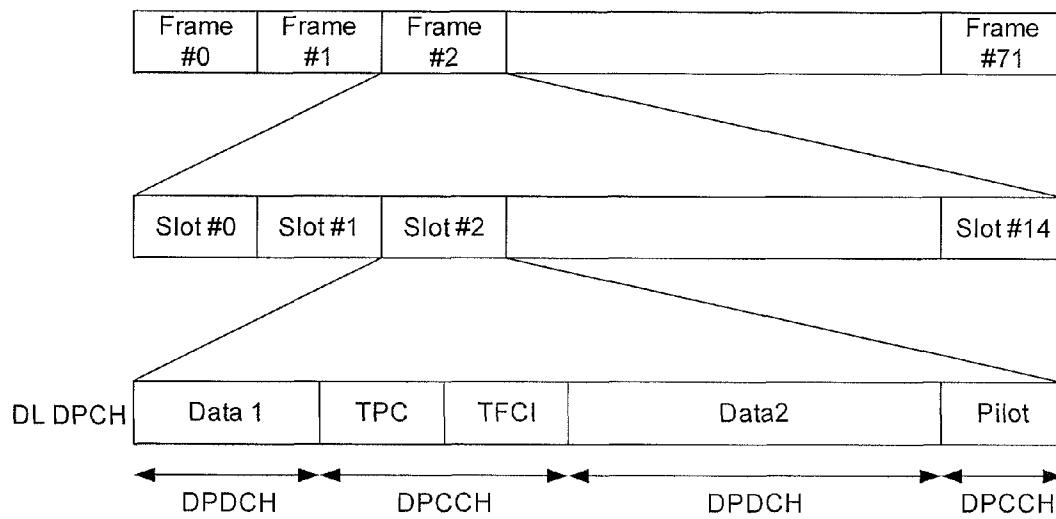 Frame #0 Frame #1 Frame #2 Frame #71
Slot #0 Slot #1 Slot #2 Slot #14
DL DPCH Data 1 TPC TFCI Data2 Pilot
DPDCH DPCCH DPDCH DPCCH